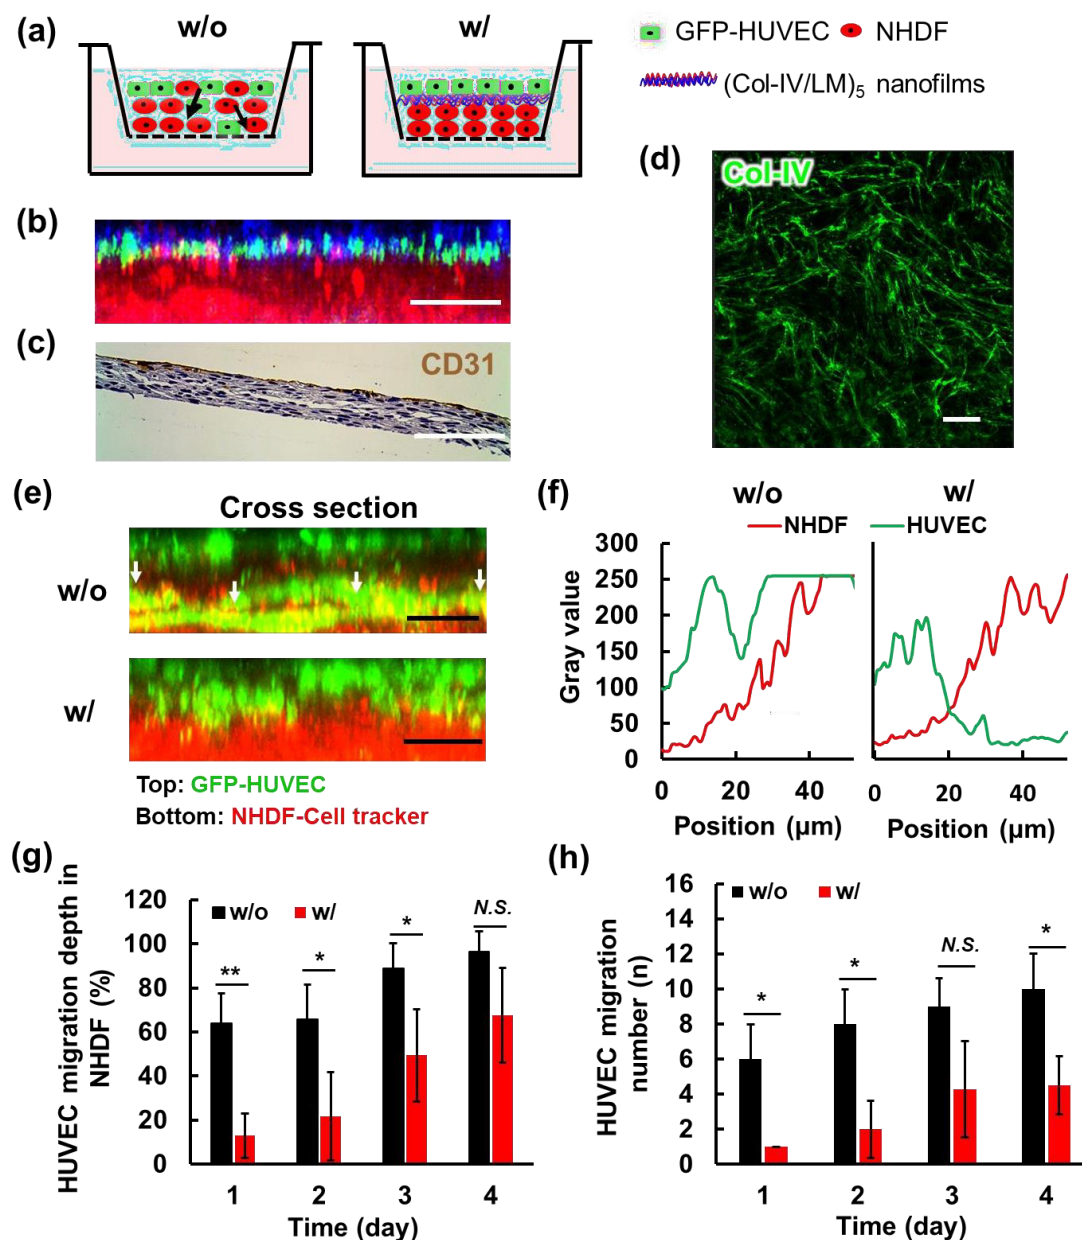 (a)
w/o
w/
GFP-HUVEC
NHDF
(Col-IV/LM)5 nanofilms
(b)
(c)
CD31
(d)
Col-IV
(e)
Cross section
w/o
w/
Top: GFP-HUVEC
Bottom: NHDF-Cell tracker
(f)
w/o
w/
NHDF
HUVEC
Gray value
300
250
200
150
100
50
0
0
20
40
0
20
40
Position (µm)
Position (µm)
(g)
HUVEC migration depth in
NHDF (%)
120
100
80
60
40
20
0
w/o
w/
**
*
*
N.S.
1
2
3
4
Time (day)
(h)
HUVEC migration
number (n)
16
14
12
10
8
6
4
2
0
w/o
w/
*
*
N.S.
*
1
2
3
4
Time (day)